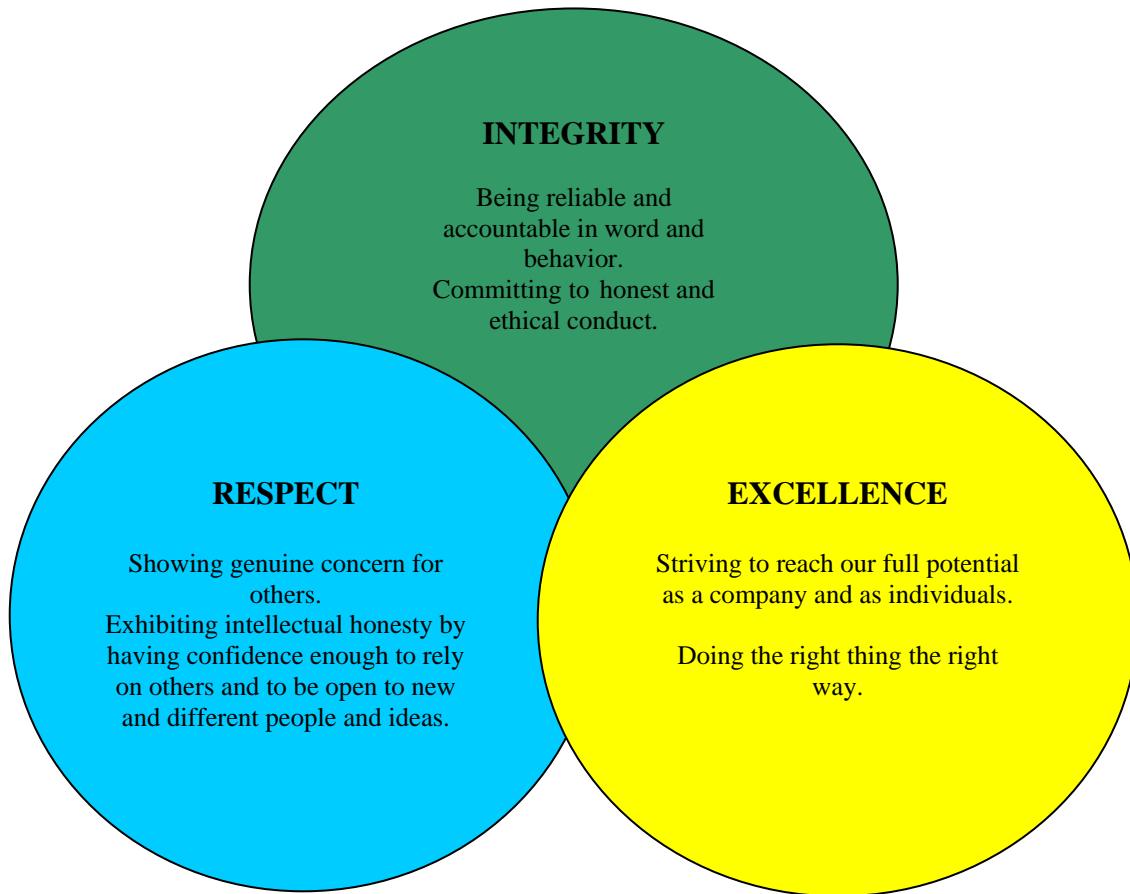 INTEGRITY
Being reliable and
accountable in word and
behavior.
Committing to honest and
ethical conduct.
RESPECT
Showing genuine concern for
others.
Exhibiting intellectual honesty by
having confidence enough to rely
on others and to be open to new
and different people and ideas.
EXCELLENCE
Striving to reach our full potential
as a company and as individuals.
Doing the right thing the right
way.